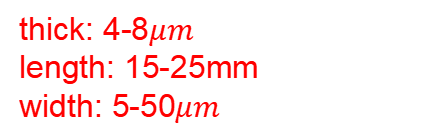 thick: 4-8μm
length: 15-25mm
width: 5-50μm